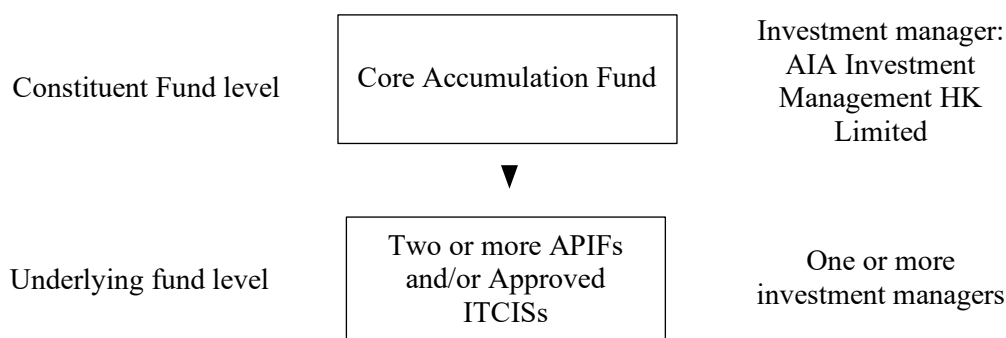 Constituent Fund level
Core Accumulation Fund
Investment manager:
AIA Investment
Management HK
Limited
Underlying fund level
Two or more APIFs
and/or Approved
ITCISs
One or more
investment managers